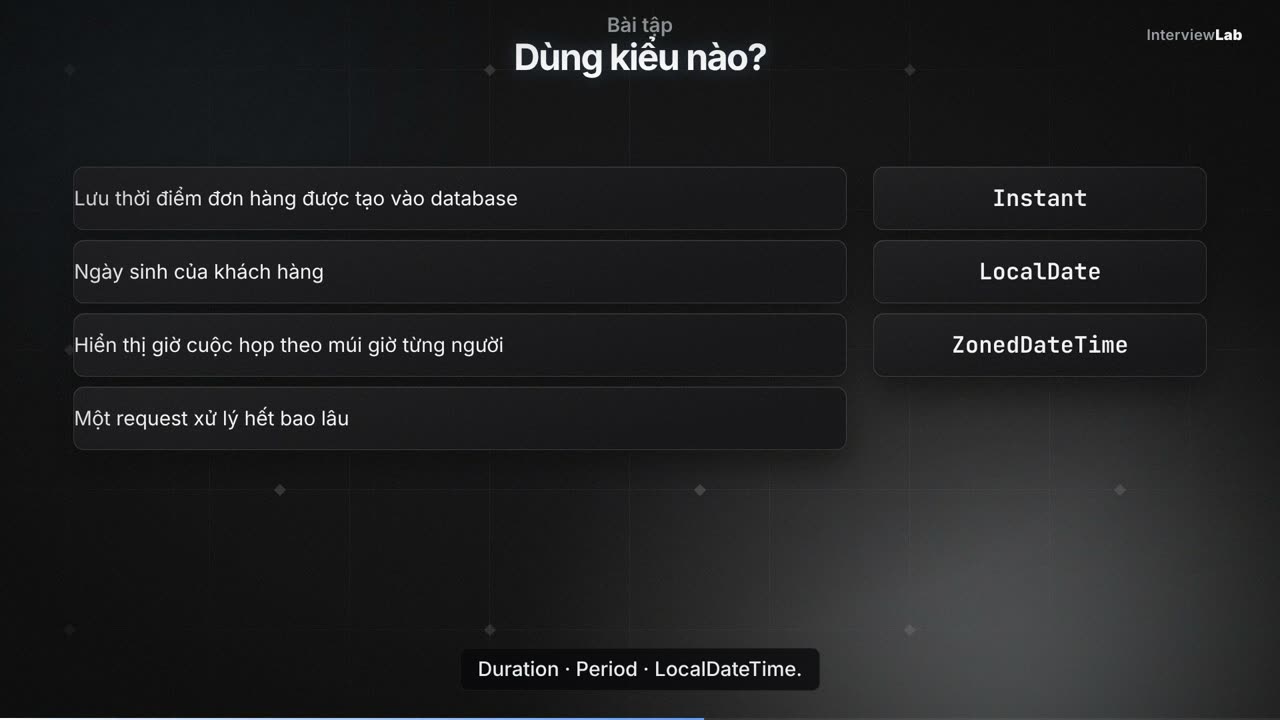 Bài tập
Dùng kiểu nào?
InterviewLab
Lưu thời điểm đơn hàng được tạo vào database
Instant
Ngày sinh của khách hàng
LocalDate
Hiển thị giờ cuộc họp theo múi giờ từng người
ZonedDateTime
Một request xử lý hết bao lâu
Duration · Period · LocalDateTime.